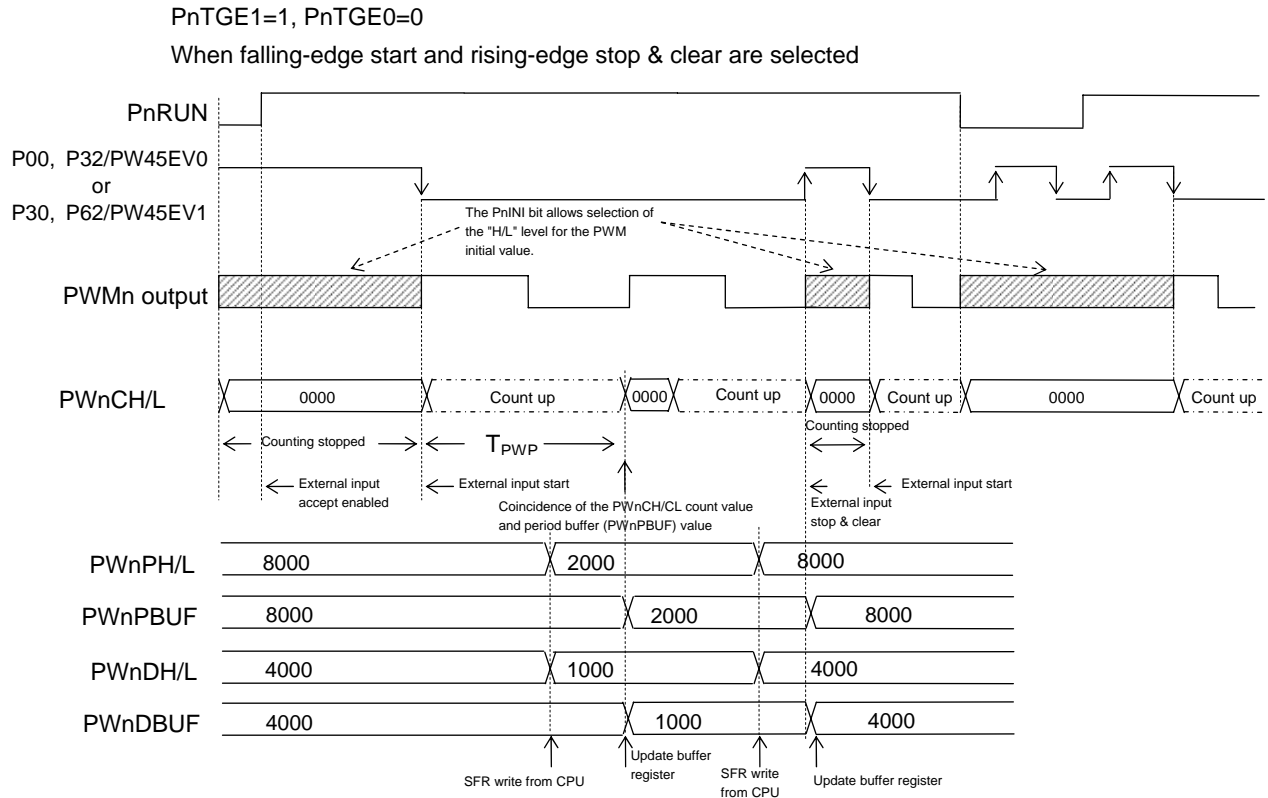 PnTGE1=1, PnTGE0=0
When falling-edge start and rising-edge stop & clear are selected
PnRUN
P00, P32/PW45EV0
or
P30, P62/PW45EV1
The PnINI bit allows selection of
the "H/L" level for the PWM
initial value.
PWMn output
PWnCH/L
0000
Count up
0000
Count up
0000
Count up
0000
Count up
Counting stopped
TPWP
Counting stopped
External input
accept enabled
External input start
Coincidence of the PWnCH/CL count value
and period buffer (PWnPBUF) value
External input
stop & clear
External input start
PWnPH/L
8000
2000
8000
PWnPBUF
8000
2000
8000
PWnDH/L
4000
1000
4000
PWnDBUF
4000
1000
4000
SFR write from CPU
Update buffer
register
SFR write
from CPU
Update buffer register